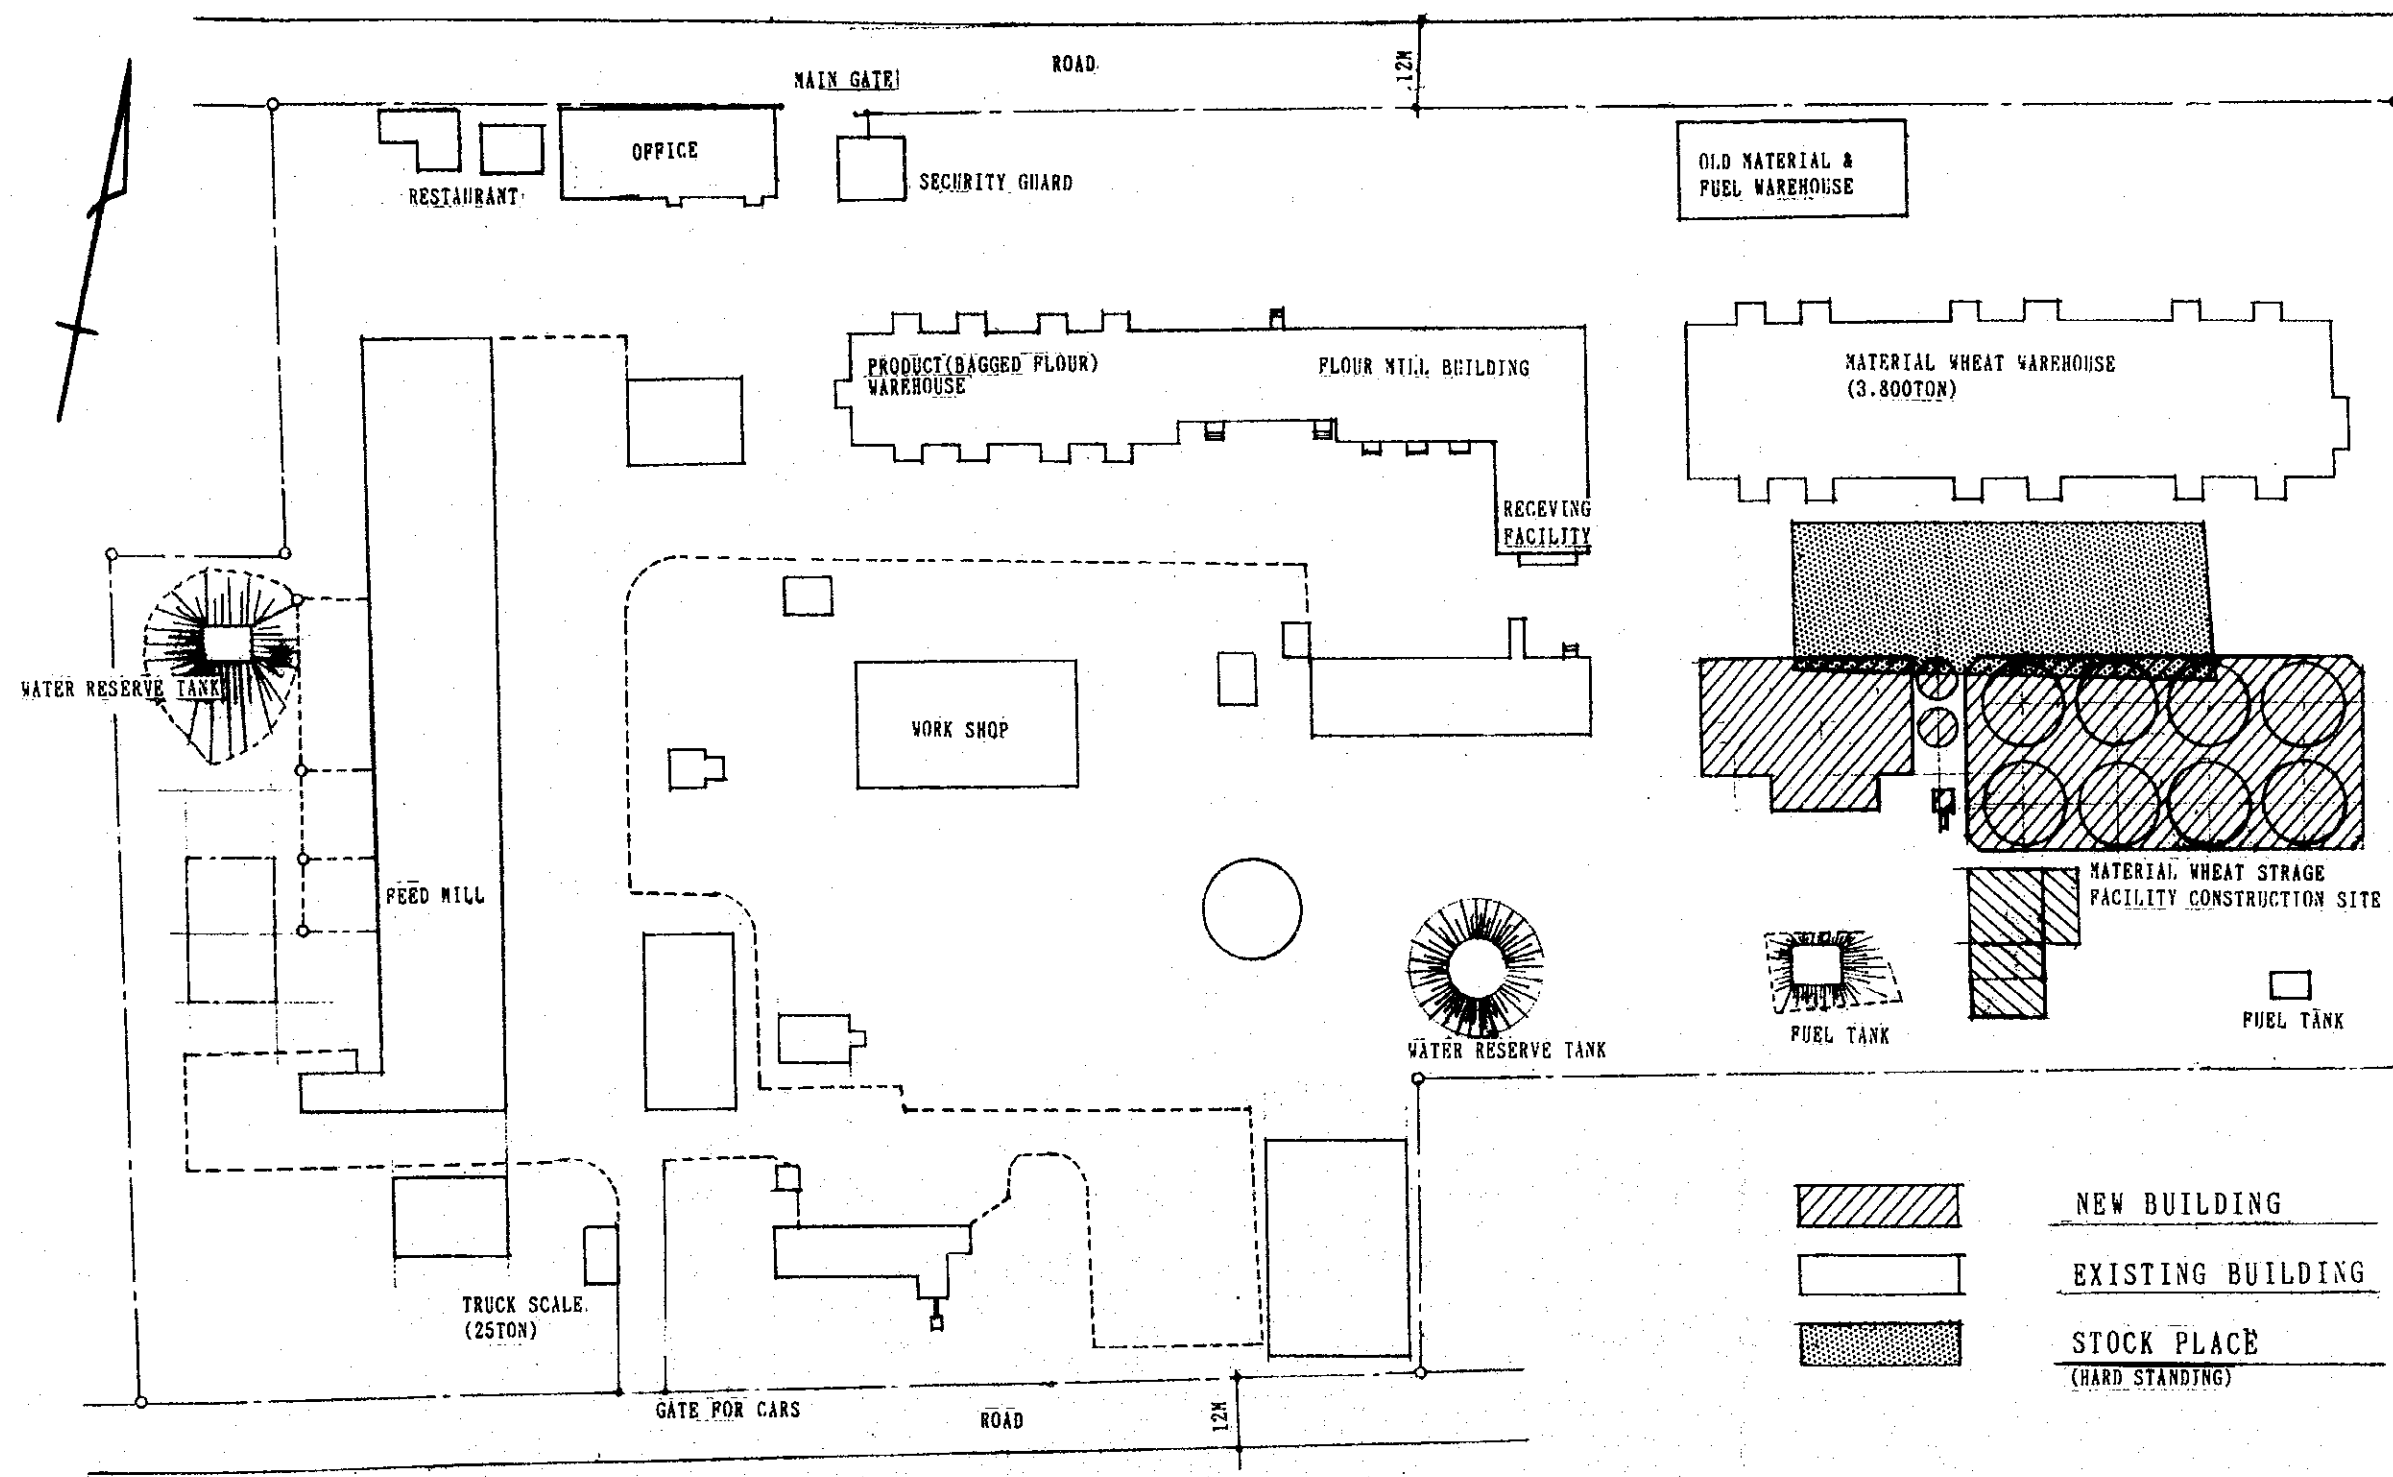 ROAD
12M
MAIN GATE
OFFICE
RESTAURANT
SECURITY GUARD
OLD MATERIAL &
FUEL WAREHOUSE
PRODUCT(BAGGED FLOUR)
WAREHOUSE
FLOUR MILL BUILDING
MATERIAL WHEAT WAREHOUSE
(3.800TON)
RECEVING
FACILITY
WATER RESERVE TANK
WORK SHOP
FEED MILL
MATERIAL WHEAT STRAGE
FACILITY CONSTRUCTION SITE
WATER RESERVE TANK
FUEL TANK
FUEL TANK
TRUCK SCALE
(25TON)
GATE FOR CARS
ROAD
12M
NEW BUILDING
EXISTING BUILDING
STOCK PLACE
(HARD STANDING)